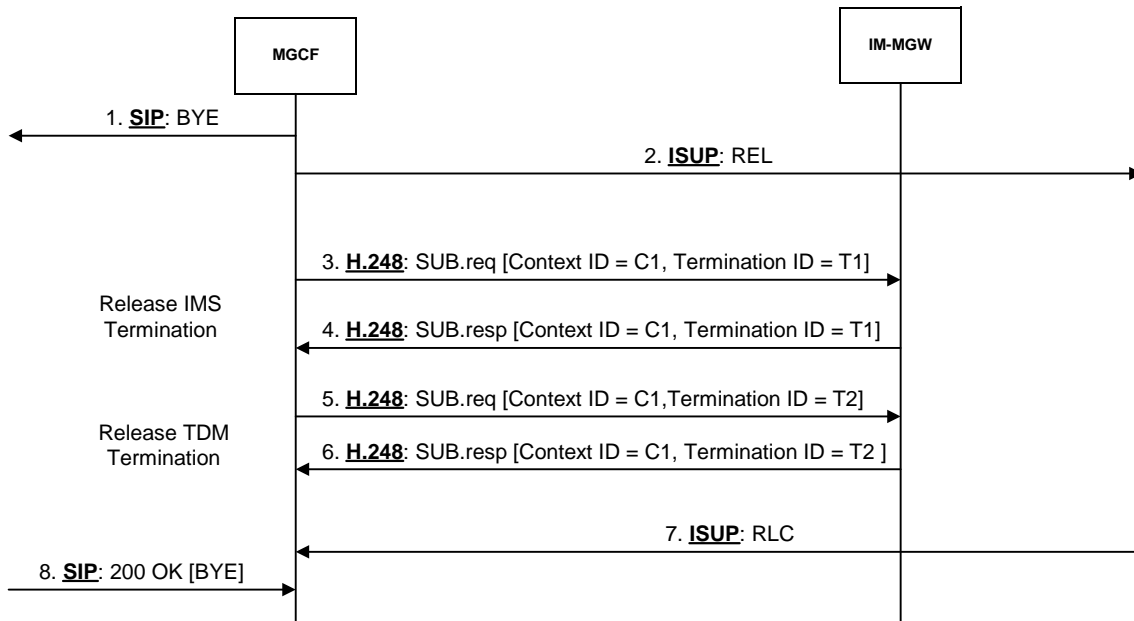 MGCF
IM-MGW
1. SIP: BYE
2. ISUP: REL
3. H.248: SUB.req [Context ID = C1, Termination ID = T1]
Release IMS
Termination
4. H.248: SUB.resp [Context ID = C1, Termination ID = T1]
5. H.248: SUB.req [Context ID = C1,Termination ID = T2]
Release TDM
Termination
6. H.248: SUB.resp [Context ID = C1, Termination ID = T2 ]
7. ISUP: RLC
8. SIP: 200 OK [BYE]